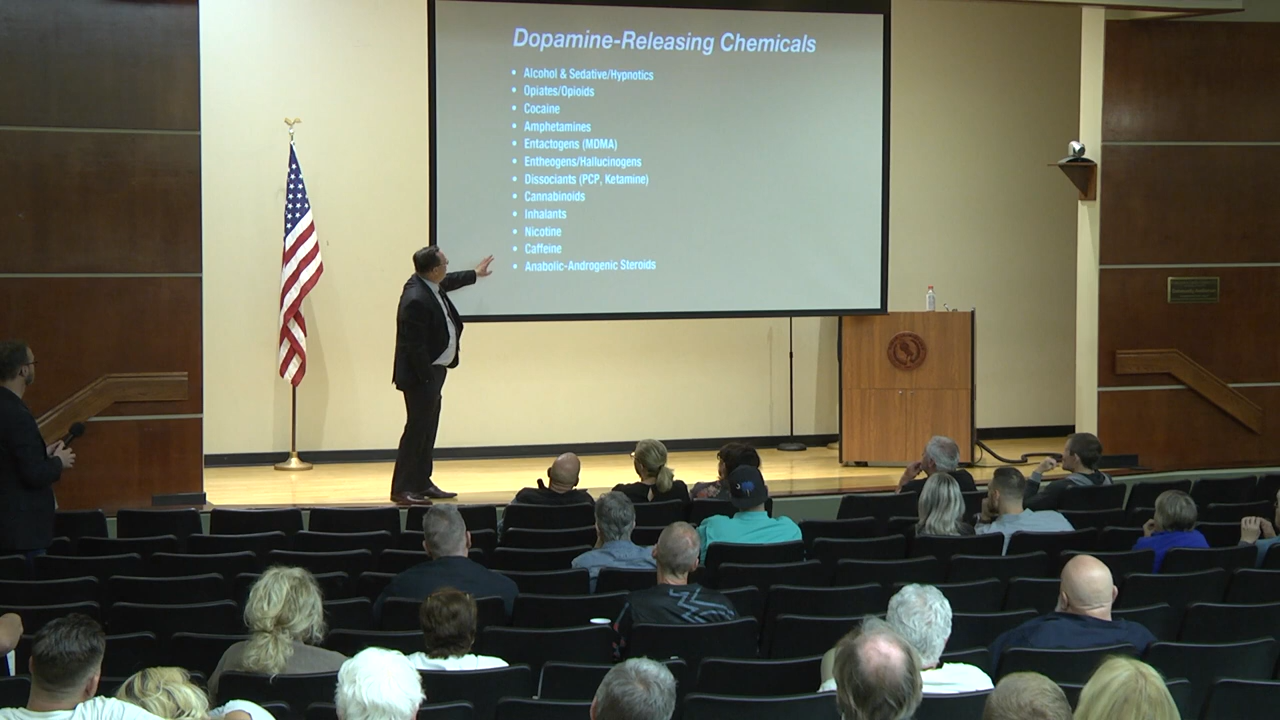 Dopamine-Releasing Chemicals
• Alcohol & Sedative/Hypnotics
• Opiates/Opioids
• Cocaine
• Amphetamines
• Entactogens (MDMA)
• Entheogens/Hallucinogens
• Dissociants (PCP, Ketamine)
• Cannabinoids
• Inhalants
• Nicotine
• Caffeine
• Anabolic-Androgenic Steroids